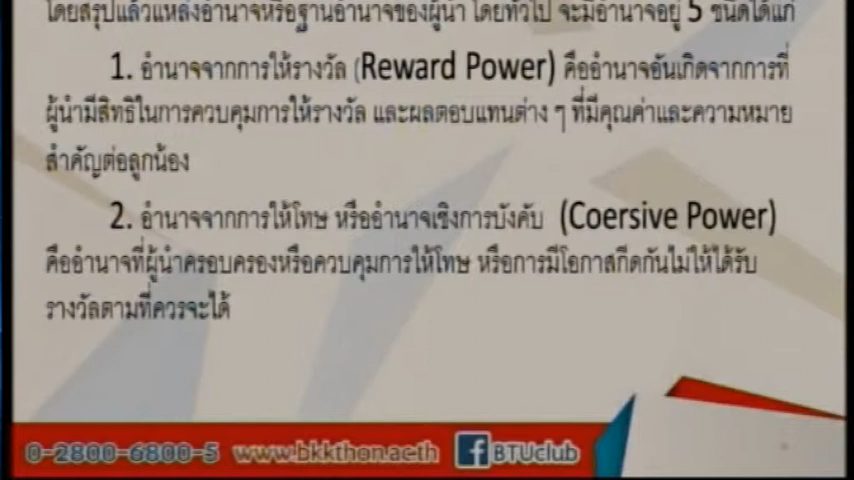 โดยสรุปแล้วแหล่งอำนาจหรือฐานอำนาจของผู้นำ โดยทั่วไป จะมีอำนาจอยู่ 5 ชนิดได้แก่
1. อำนาจจากการให้รางวัล (Reward Power) คืออำนาจอันเกิดจากการที่
ผู้นำมีสิทธิในการควบคุมการให้รางวัล และผลตอบแทนต่าง ๆ ที่มีคุณค่าและความหมาย
สำคัญต่อลูกน้อง
2. อำนาจจากการให้โทษ หรืออำนาจเชิงการบังคับ (Coersive Power)
คืออำนาจที่ผู้นำครอบครองหรือควบคุมการให้โทษ หรือการมีโอกาสกีดกันไม่ให้ได้รับ
รางวัลตามที่ควรจะได้
0-2800-6800-5 www.bkkthon.ac.th f BTUclub